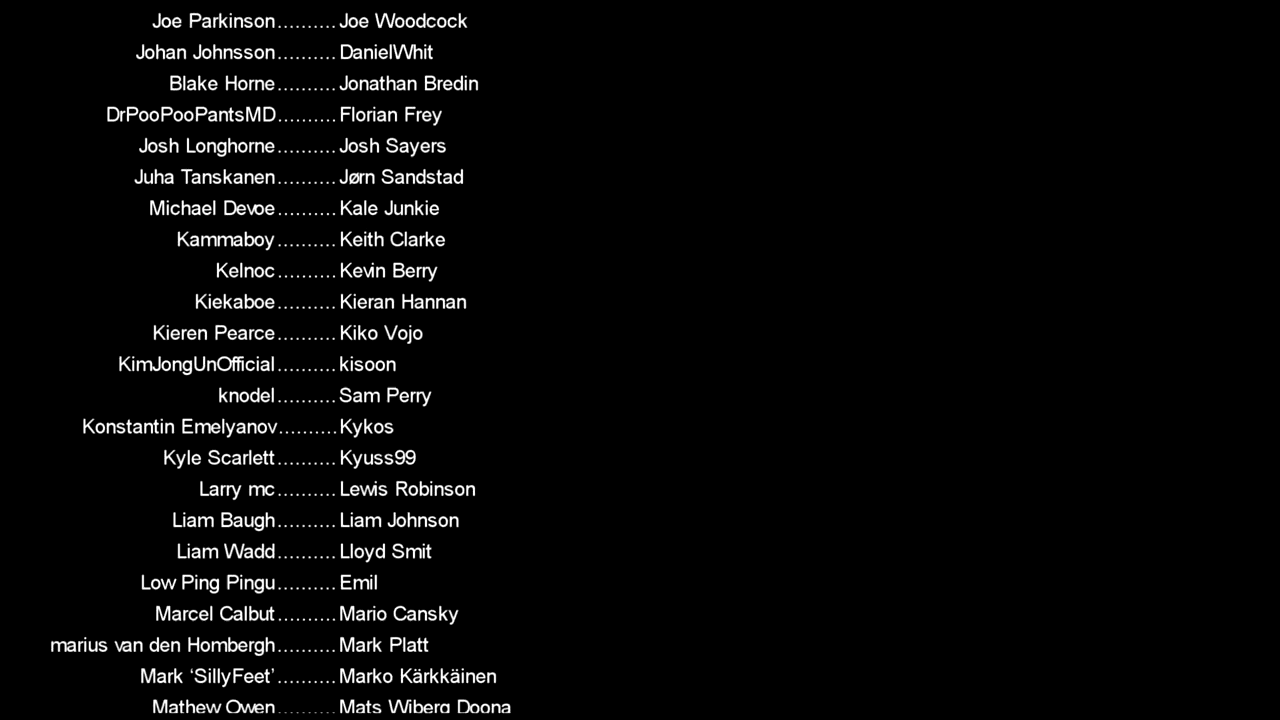 Joe Parkinson..........Joe Woodcock
Johan Johnsson..........DanielWhit
Blake Horne..........Jonathan Bredin
DrPooPooPantsMD..........Florian Frey
Josh Longhorne..........Josh Sayers
Juha Tanskanen..........Jørn Sandstad
Michael Devoe..........Kale Junkie
Kammaboy..........Keith Clarke
Kelnoc..........Kevin Berry
Kiekaboe..........Kieran Hannan
Kieren Pearce..........Kiko Vojo
KimJongUnOfficial..........kisoon
knodel..........Sam Perry
Konstantin Emelyanov..........Kykos
Kyle Scarlett..........Kyuss99
Larry mc..........Lewis Robinson
Liam Baugh..........Liam Johnson
Liam Wadd..........Lloyd Smit
Low Ping Pingu..........Emil
Marcel Calbut..........Mario Cansky
marius van den Hombergh..........Mark Platt
Mark ‘SillyFeet’..........Marko Kärkkäinen
Mathew Owen..........Mats Wiberg Doona